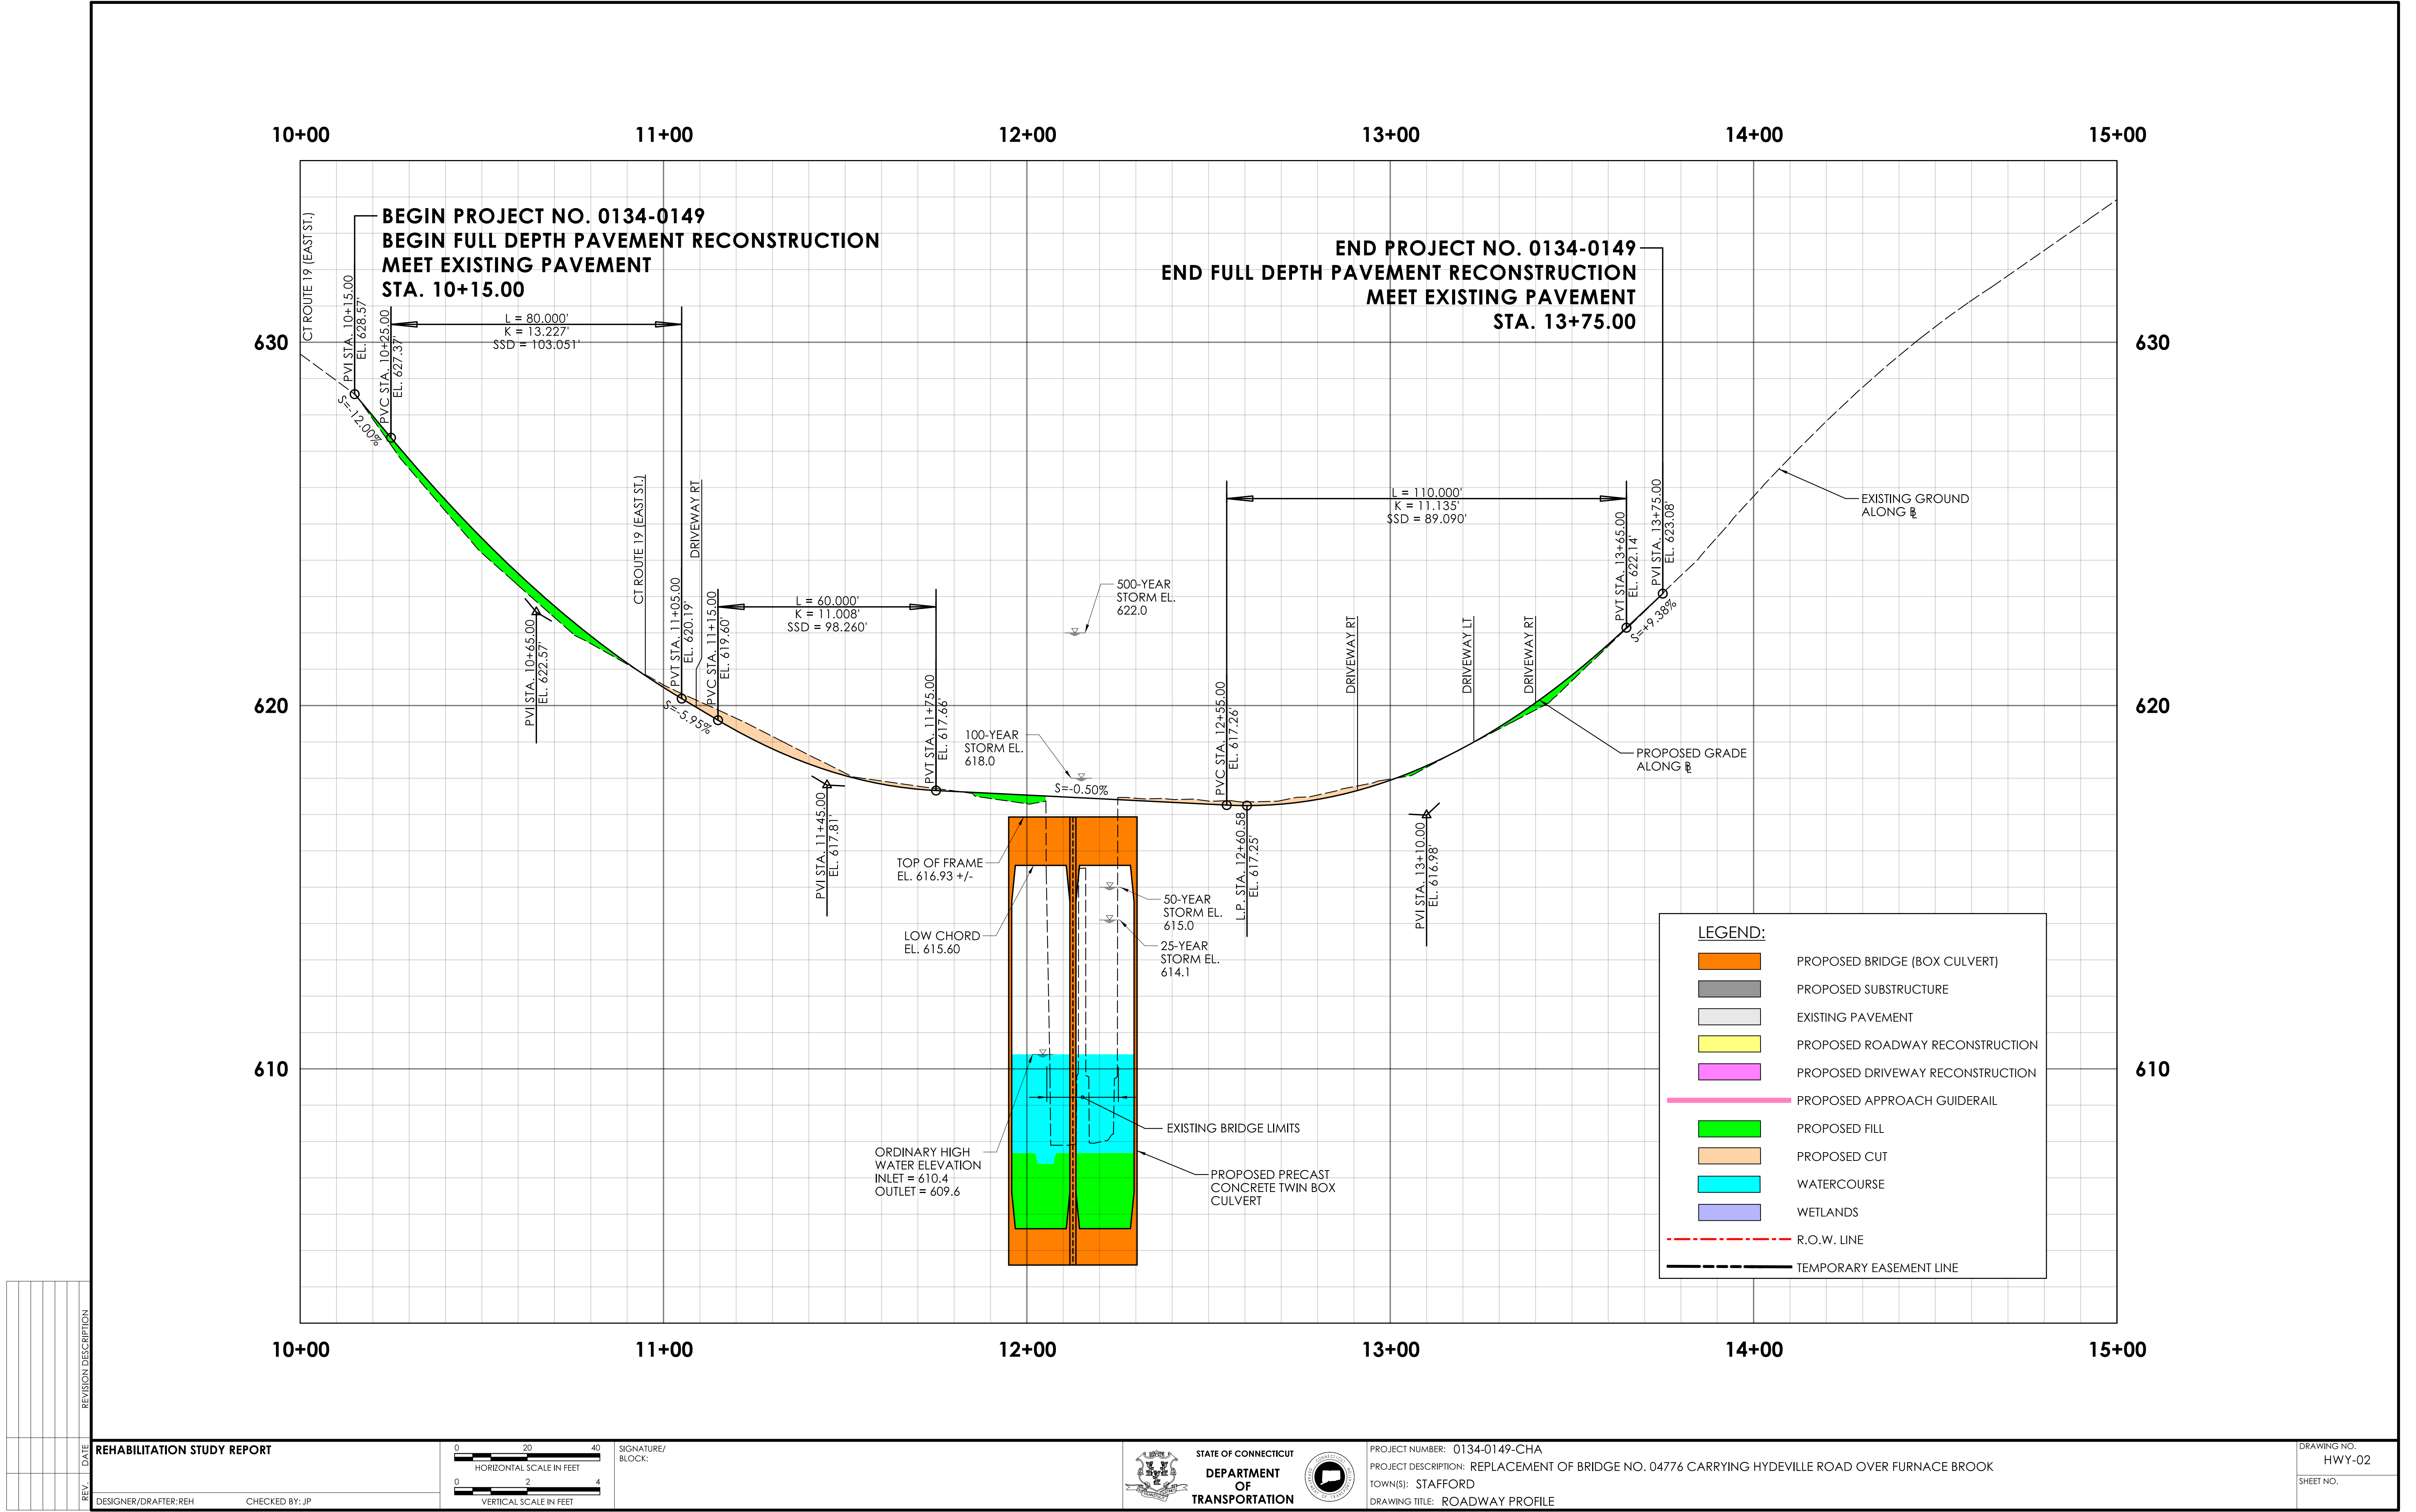 10+00
11+00
12+00
13+00
14+00
15+00
CT ROUTE 19 (EAST ST.)
BEGIN PROJECT NO. 0134-0149
BEGIN FULL DEPTH PAVEMENT RECONSTRUCTION
MEET EXISTING PAVEMENT
STA. 10+15.00
END PROJECT NO. 0134-0149
END FULL DEPTH PAVEMENT RECONSTRUCTION
MEET EXISTING PAVEMENT
STA. 13+75.00
630
630
620
620
610
610
PVI STA. 10+15.00
EL. 628.57'
S=-12.00%
PVC STA. 10+25.00
EL. 627.37'
L = 80.000'
K = 13.227'
SSD = 103.051'
PVI STA. 10+65.00
EL. 622.57'
CT ROUTE 19 (EAST ST.)
PVT STA. 11+05.00
EL. 620.19'
DRIVEWAY RT
S=-5.95%
PVC STA. 11+15.00
EL. 619.60'
L = 60.000'
K = 11.008'
SSD = 98.260'
PVI STA. 11+45.00
EL. 617.81'
PVT STA. 11+75.00
EL. 617.66'
500-YEAR
STORM EL.
622.0
100-YEAR
STORM EL.
618.0
S=-0.50%
PVC STA. 12+55.00
EL. 617.26'
L.P. STA. 12+60.58
EL. 617.25'
L = 110.000'
K = 11.135'
SSD = 89.090'
DRIVEWAY RT
PVI STA. 13+10.00
EL. 616.98'
DRIVEWAY LT
DRIVEWAY RT
PVT STA. 13+65.00
EL. 622.14'
S=+9.38%
PVI STA. 13+75.00
EL. 623.08'
EXISTING GROUND
ALONG
PROPOSED GRADE
ALONG
TOP OF FRAME
EL. 616.93 +/-
LOW CHORD
EL. 615.60
50-YEAR
STORM EL.
615.0
25-YEAR
STORM EL.
614.1
EXISTING BRIDGE LIMITS
ORDINARY HIGH
WATER ELEVATION
INLET = 610.4
OUTLET = 609.6
PROPOSED PRECAST
CONCRETE TWIN BOX
CULVERT
LEGEND:
PROPOSED BRIDGE (BOX CULVERT)
PROPOSED SUBSTRUCTURE
EXISTING PAVEMENT
PROPOSED ROADWAY RECONSTRUCTION
PROPOSED DRIVEWAY RECONSTRUCTION
PROPOSED APPROACH GUIDERAIL
PROPOSED FILL
PROPOSED CUT
WATERCOURSE
WETLANDS
R.O.W. LINE
TEMPORARY EASEMENT LINE
10+00
11+00
12+00
13+00
14+00
15+00
REV. DATE REVISION DESCRIPTION
REHABILITATION STUDY REPORT
DESIGNER/DRAFTER:REH CHECKED BY: JP
0 20 40
HORIZONTAL SCALE IN FEET
0 2 4
VERTICAL SCALE IN FEET
SIGNATURE/
BLOCK:
STATE OF CONNECTICUT
DEPARTMENT
OF
TRANSPORTATION
PROJECT NUMBER: 0134-0149-CHA
PROJECT DESCRIPTION: REPLACEMENT OF BRIDGE NO. 04776 CARRYING HYDEVILLE ROAD OVER FURNACE BROOK
TOWN(S): STAFFORD
DRAWING TITLE: ROADWAY PROFILE
DRAWING NO.
HWY-02
SHEET NO.